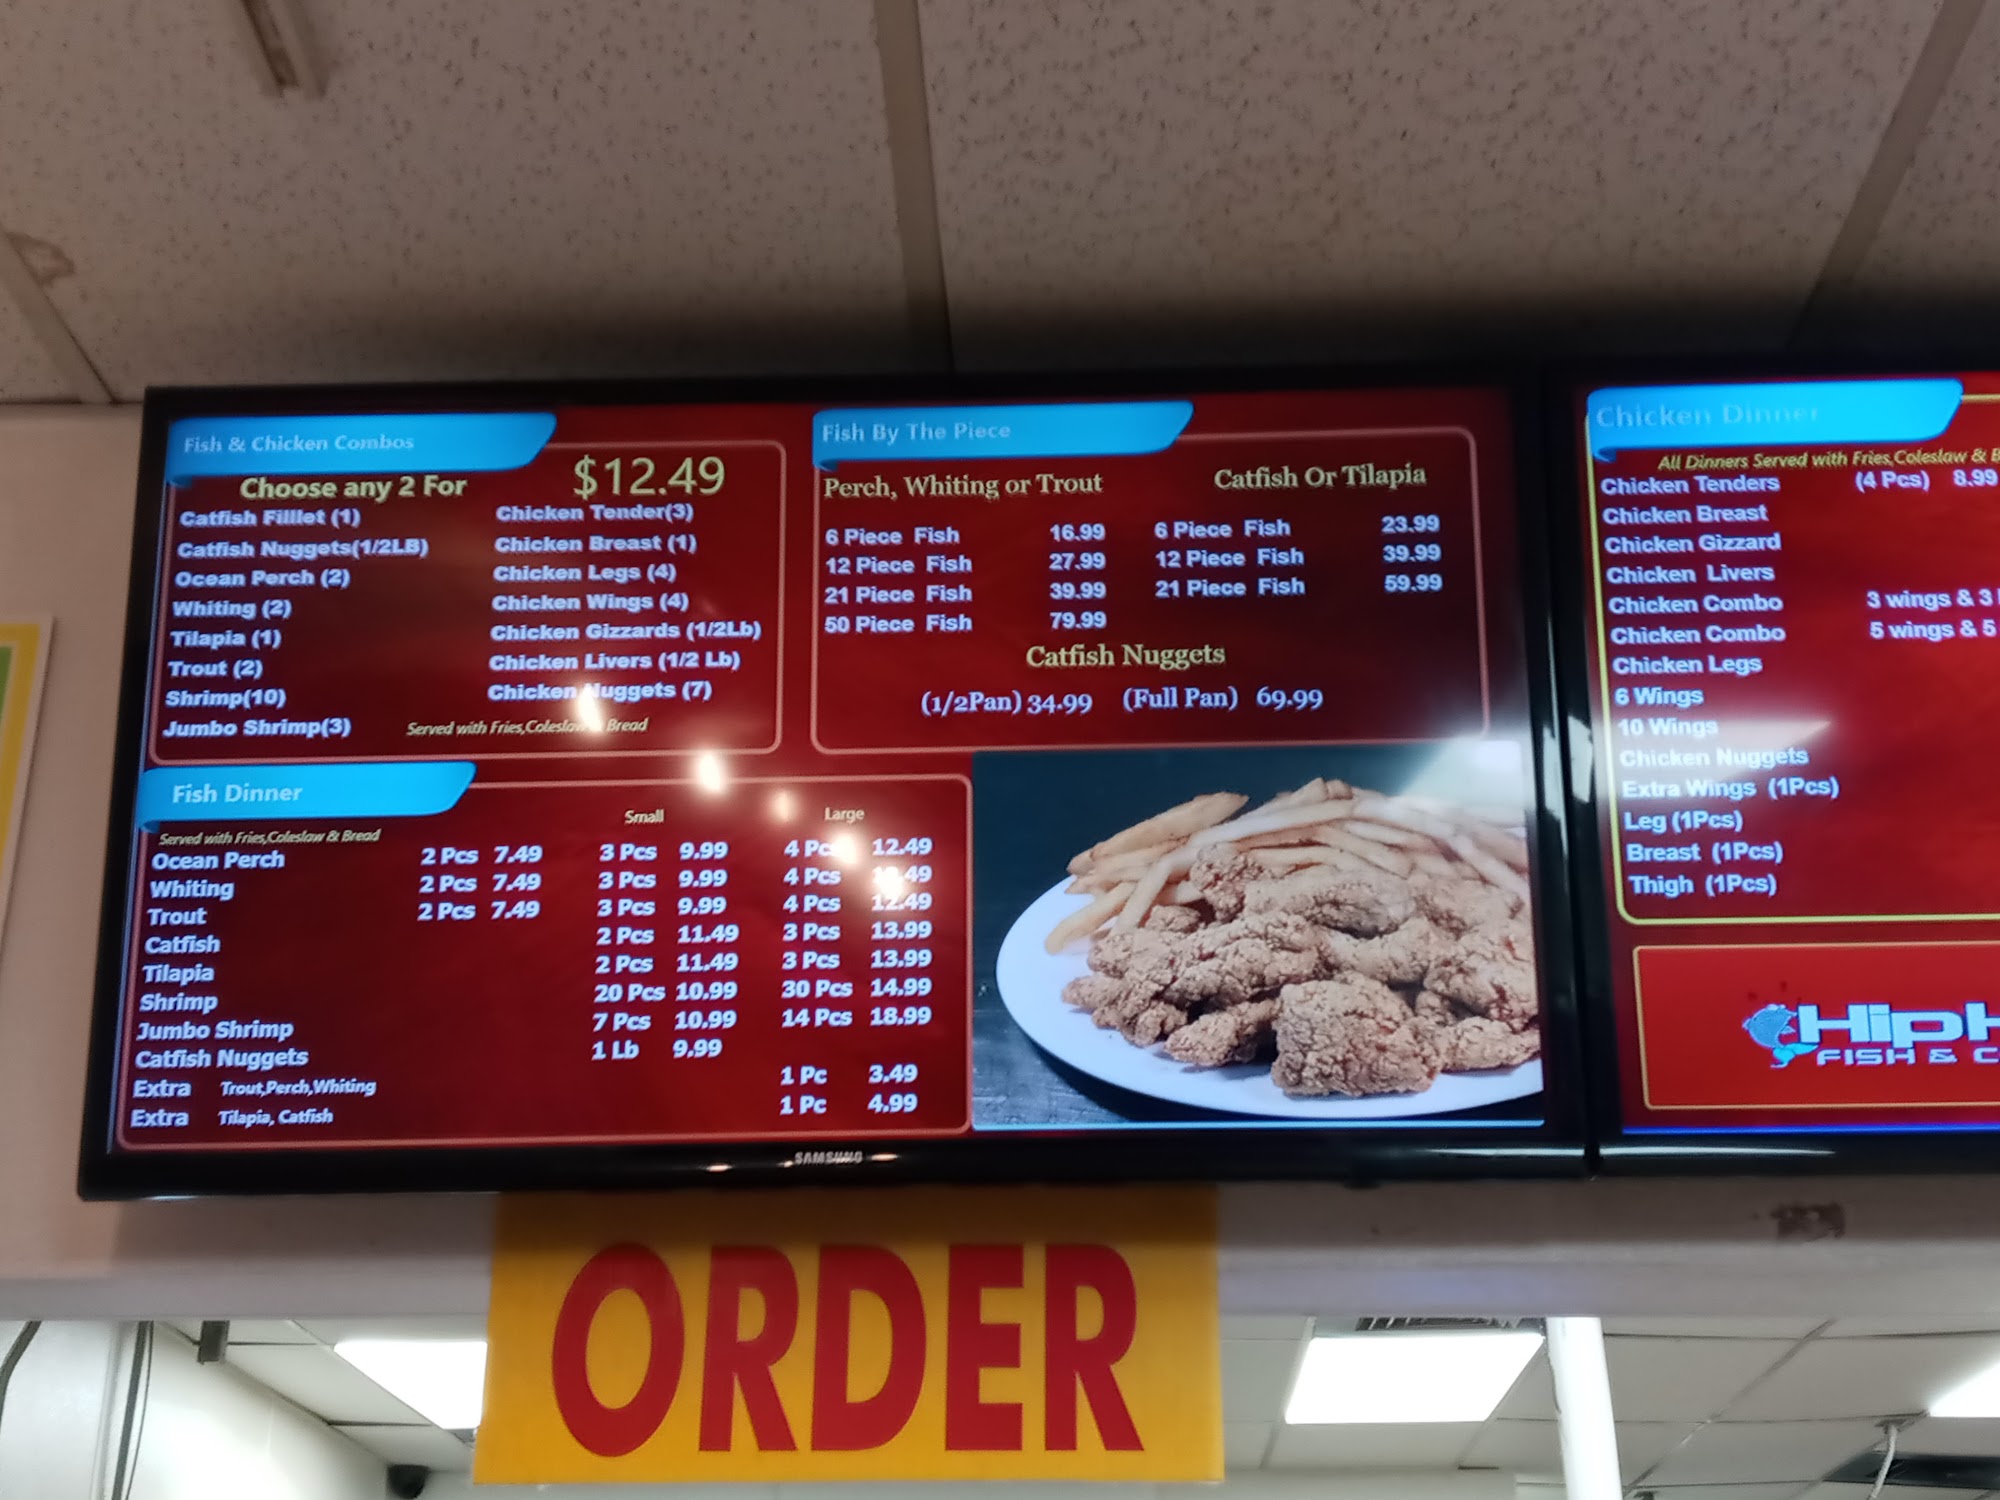 Fish & Chicken Combos
Choose any 2 For $12.49
Catfish Filllet (1)
Catfish Nuggets(1/2LB)
Ocean Perch (2)
Whiting (2)
Tilapia (1)
Trout (2)
Shrimp(10)
Jumbo Shrimp(3)
Chicken Tender(3)
Chicken Breast (1)
Chicken Legs (4)
Chicken Wings (4)
Chicken Gizzards (1/2Lb)
Chicken Livers (1/2 Lb)
Chicken Nuggets (7)
Served with Fries,Coleslaw & Bread
Fish By The Piece
Perch, Whiting or Trout
6 Piece Fish 16.99
12 Piece Fish 27.99
21 Piece Fish 39.99
50 Piece Fish 79.99
Catfish Or Tilapia
6 Piece Fish 23.99
12 Piece Fish 39.99
21 Piece Fish 59.99
Catfish Nuggets
(1/2Pan) 34.99 (Full Pan) 69.99
Fish Dinner
Served with Fries,Coleslaw & Bread
Small Large
Ocean Perch 2 Pcs 7.49 3 Pcs 9.99 4 Pcs 12.49
Whiting 2 Pcs 7.49 3 Pcs 9.99 4 Pcs .49
Trout 2 Pcs 7.49 3 Pcs 9.99 4 Pcs 12.49
Catfish 2 Pcs 11.49 3 Pcs 13.99
Tilapia 2 Pcs 11.49 3 Pcs 13.99
Shrimp 20 Pcs 10.99 30 Pcs 14.99
Jumbo Shrimp 7 Pcs 10.99 14 Pcs 18.99
Catfish Nuggets 1 Lb 9.99
Extra Trout,Perch,Whiting 1 Pc 3.49
Extra Tilapia, Catfish 1 Pc 4.99
SAMSUNG
Chicken Dinner
All Dinners Served with Fries,Coleslaw & B
Chicken Tenders (4 Pcs) 8.99
Chicken Breast
Chicken Gizzard
Chicken Livers
Chicken Combo 3 wings & 3
Chicken Combo 5 wings & 5
Chicken Legs
6 Wings
10 Wings
Chicken Nuggets
Extra Wings (1Pcs)
Leg (1Pcs)
Breast (1Pcs)
Thigh (1Pcs)
HipH
FISH & C
ORDER